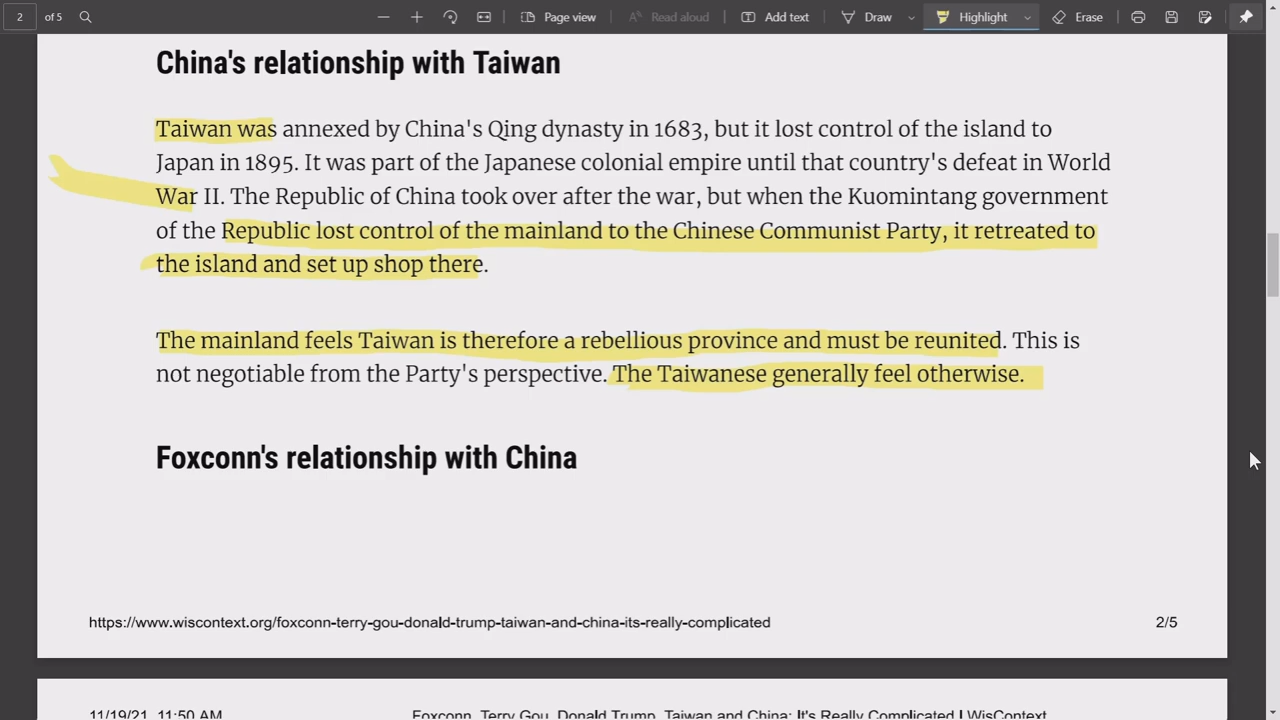 2 of 5 Page view Read aloud Add text Draw Highlight Erase
China's relationship with Taiwan
Taiwan was annexed by China's Qing dynasty in 1683, but it lost control of the island to
Japan in 1895. It was part of the Japanese colonial empire until that country's defeat in World
War II. The Republic of China took over after the war, but when the Kuomintang government
of the Republic lost control of the mainland to the Chinese Communist Party, it retreated to
the island and set up shop there.
The mainland feels Taiwan is therefore a rebellious province and must be reunited. This is
not negotiable from the Party's perspective. The Taiwanese generally feel otherwise.
Foxconn's relationship with China
https://www.wiscontext.org/foxconn-terry-gou-donald-trump-taiwan-and-china-its-really-complicated 2/5
11/19/21, 11:50 AM Foxconn, Terry Gou, Donald Trump, Taiwan and China: It's Really Complicated | WisContext